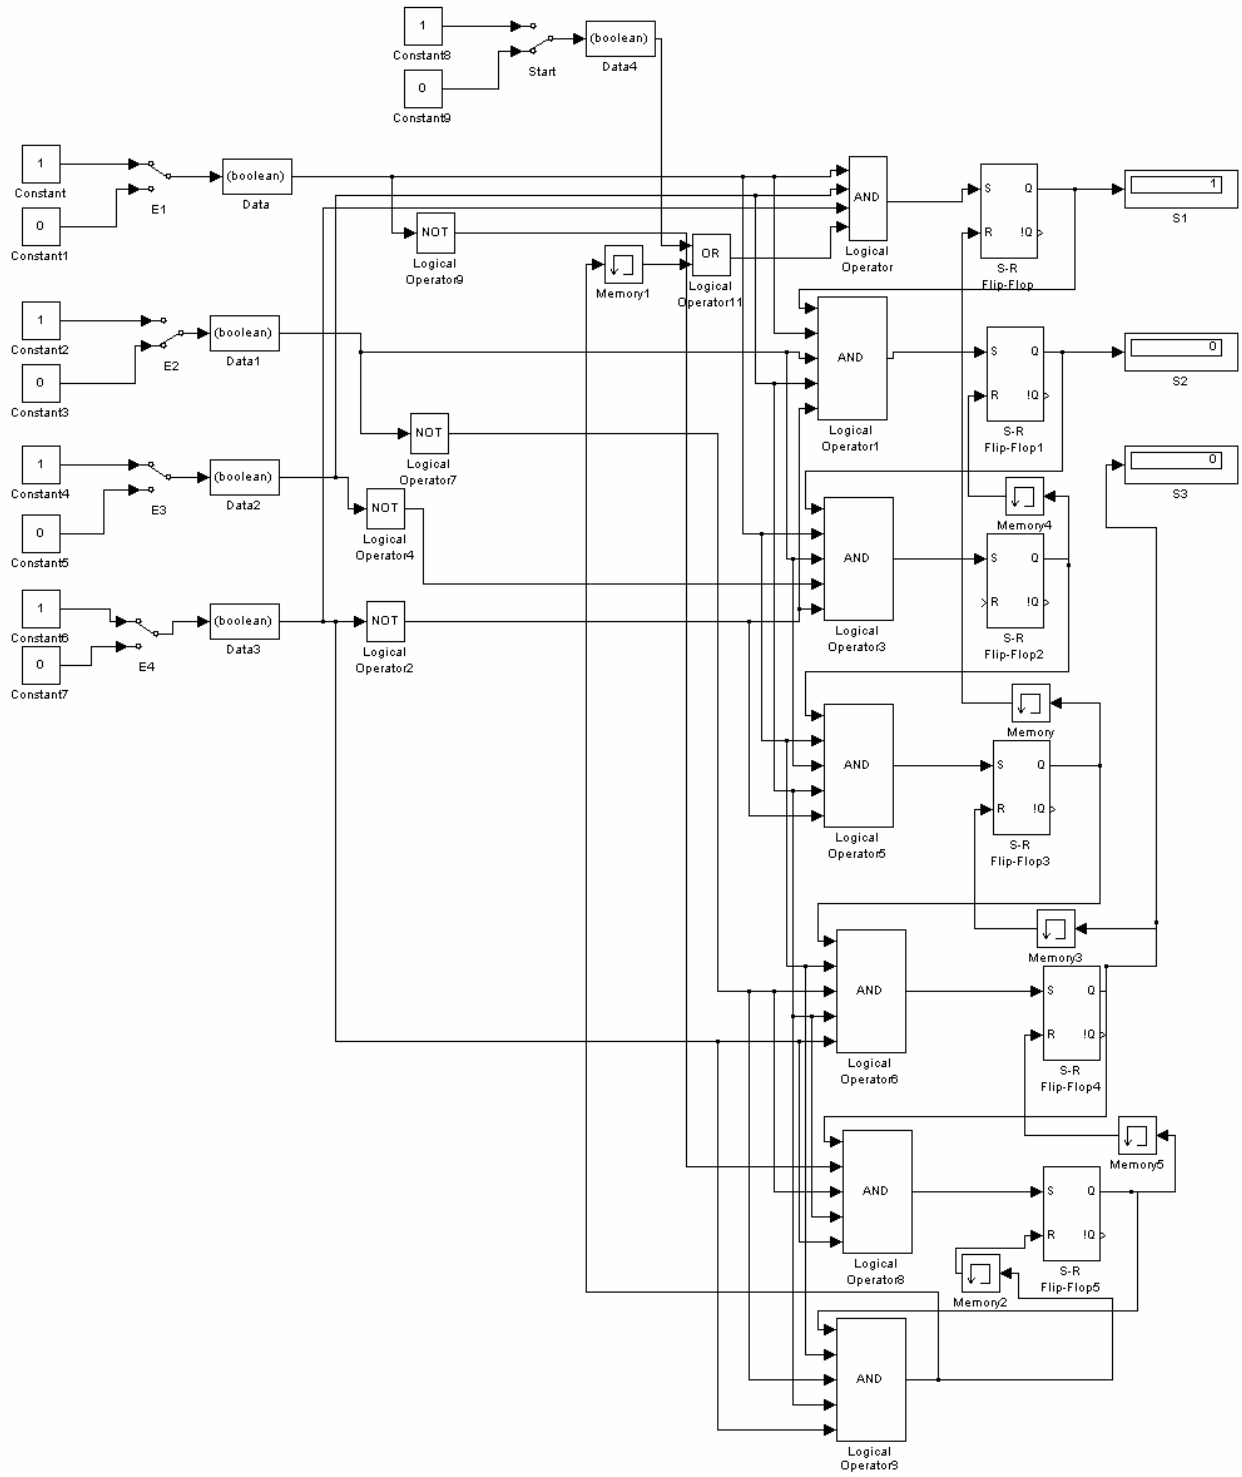 1
Constant8
0
Constant9
Start
(boolean)
Data4
1
Constant
0
Constant1
E1
(boolean)
Data
NOT
Logical
Operator9
Memory1
OR
Logical
Operator11
AND
Logical
Operator
S
Q
R
!Q
S-R
Flip-Flop
1
S1
1
Constant2
0
Constant3
E2
(boolean)
Data1
AND
Logical
Operator1
S
Q
R
!Q
S-R
Flip-Flop1
0
S2
NOT
Logical
Operator7
1
Constant4
0
Constant5
E3
(boolean)
Data2
NOT
Logical
Operator4
0
S3
Memory4
AND
Logical
Operator3
S
Q
R
!Q
S-R
Flip-Flop2
1
Constant6
0
Constant7
E4
(boolean)
Data3
NOT
Logical
Operator2
Memory
AND
Logical
Operator5
S
Q
R
!Q
S-R
Flip-Flop3
Memory3
AND
Logical
Operator6
S
Q
R
!Q
S-R
Flip-Flop4
Memory5
AND
Logical
Operator8
S
Q
R
!Q
S-R
Flip-Flop5
Memory2
AND
Logical
Operator9